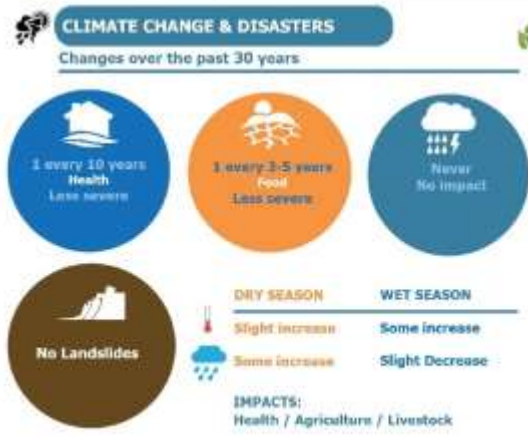 CLIMATE CHANGE & DISASTERS
Changes over the past 30 years
1 every 10 years
Health
Less severe
1 every 3-5 years
Food
Less severe
Never
No impact
No Landslides
DRY SEASON WET SEASON
Slight increase Some increase
Some increase Slight Decrease
IMPACTS:
Health / Agriculture / Livestock